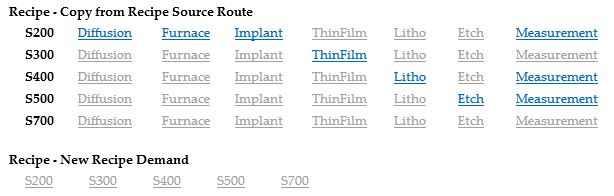 Recipe - Copy from Recipe Source Route
S200 Diffusion Furnace Implant ThinFilm Litho Etch Measurement
S300 Diffusion Furnace Implant ThinFilm Litho Etch Measurement
S400 Diffusion Furnace Implant ThinFilm Litho Etch Measurement
S500 Diffusion Furnace Implant ThinFilm Litho Etch Measurement
S700 Diffusion Furnace Implant ThinFilm Litho Etch Measurement
Recipe - New Recipe Demand
S200 S300 S400 S500 S700